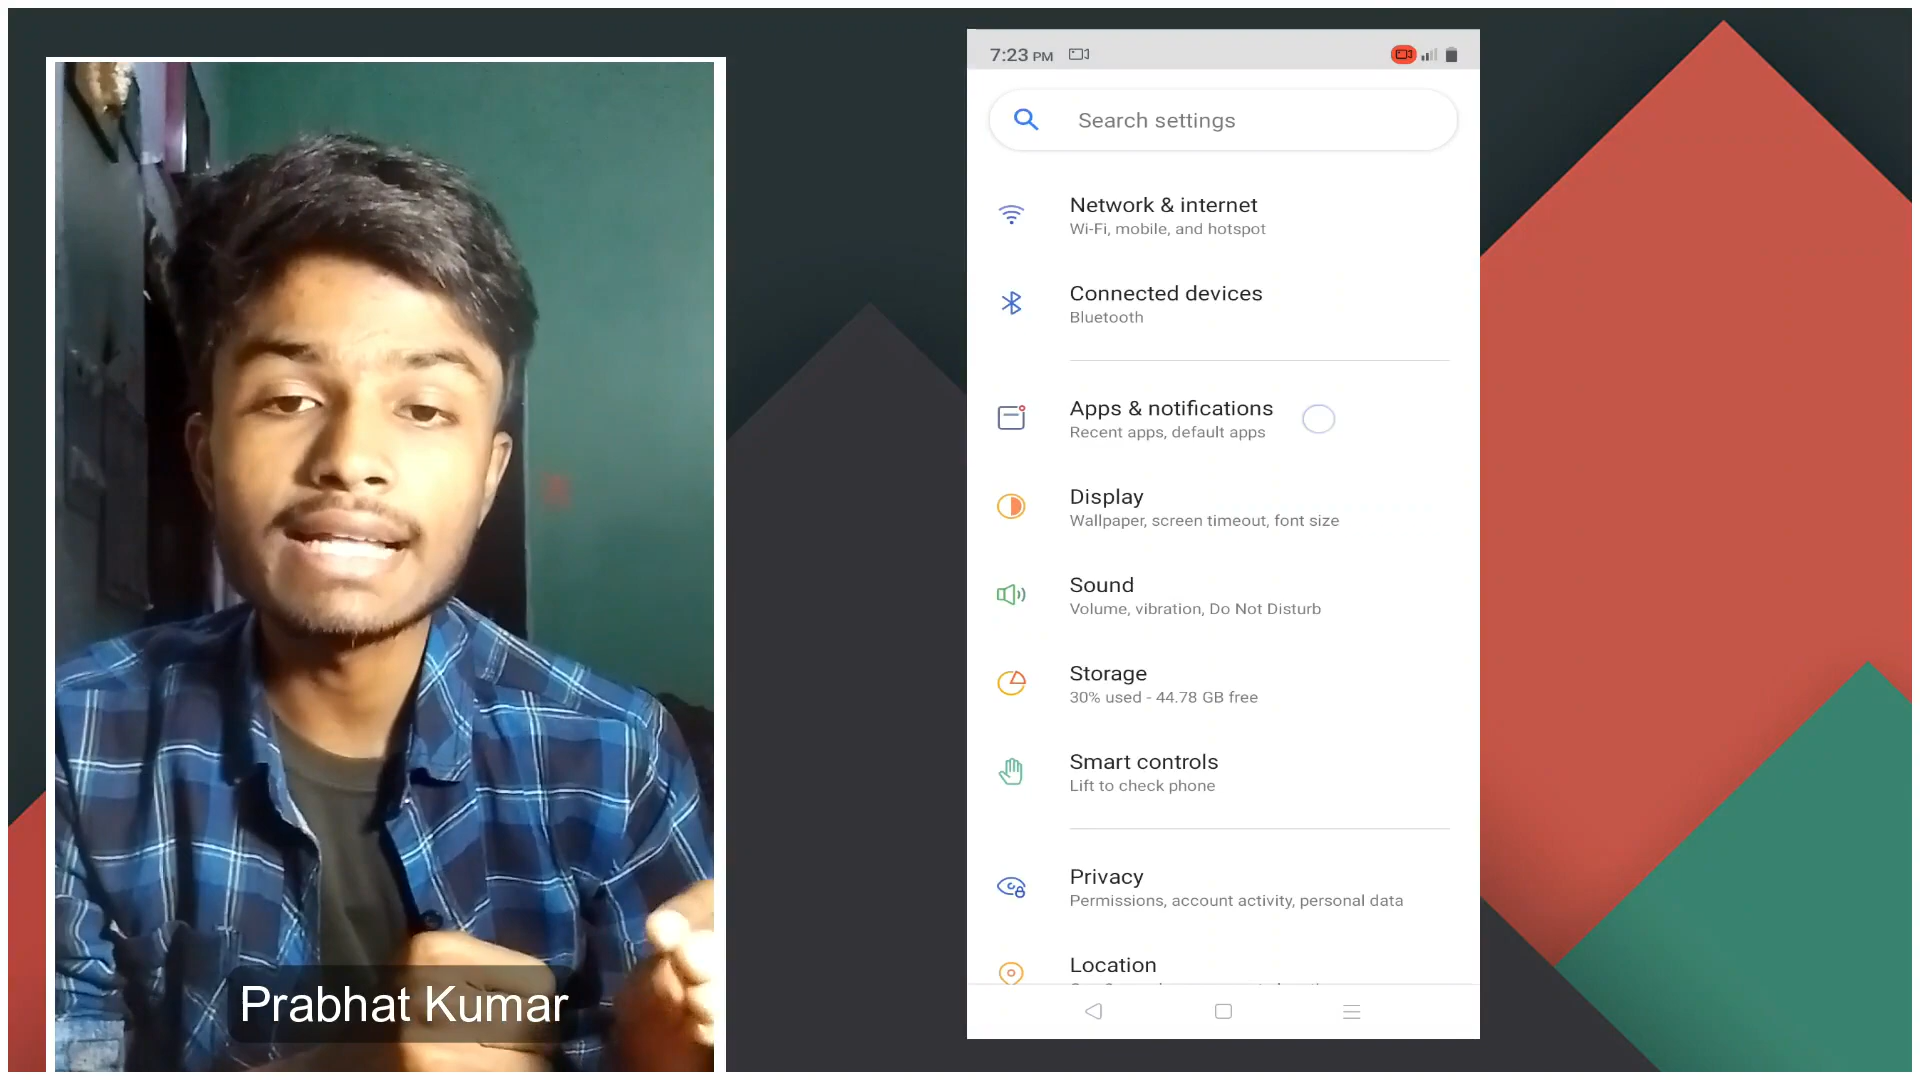 7:23 PM
Search settings
Network & internet
Wi-Fi, mobile, and hotspot
Connected devices
Bluetooth
Apps & notifications
Recent apps, default apps
Display
Wallpaper, screen timeout, font size
Sound
Volume, vibration, Do Not Disturb
Storage
30% used - 44.78 GB free
Smart controls
Lift to check phone
Privacy
Permissions, account activity, personal data
Location
Prabhat Kumar